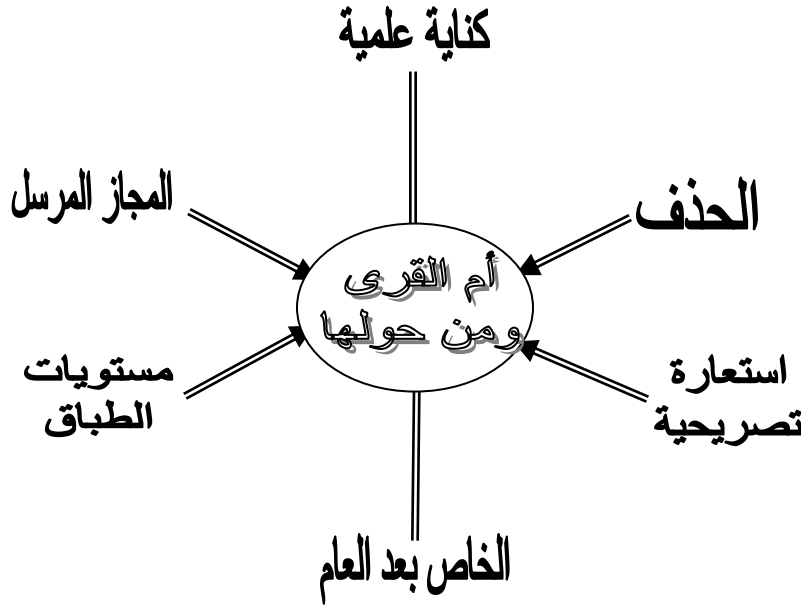 كناية علمية
الحذف
المجاز المرسل
أم القرى
ومن حولها
استعارة
تصريحية
مستويات
الطباق
الخاص بعد العام